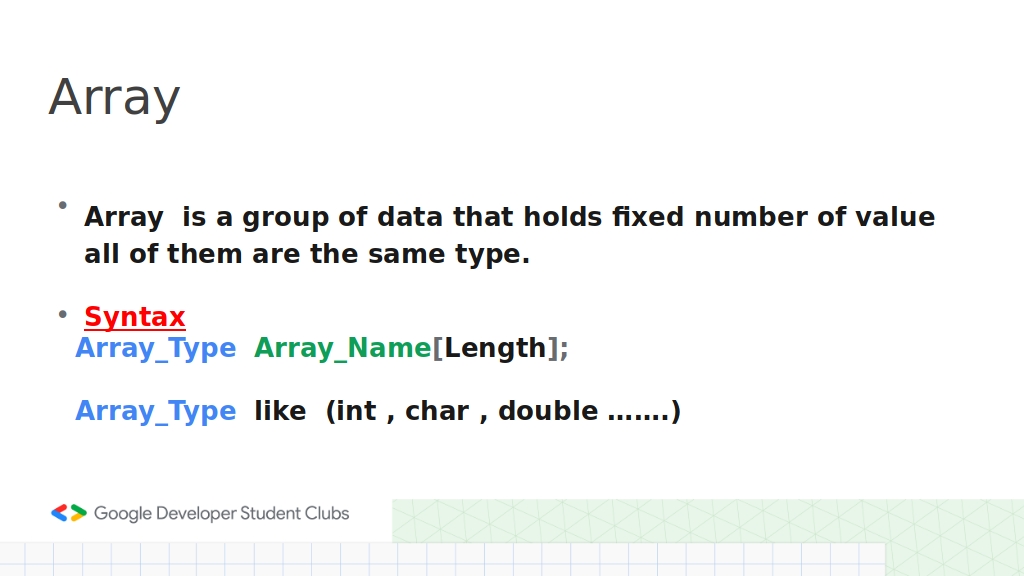 Array
• Array is a group of data that holds fixed number of value
all of them are the same type.
• Syntax
Array_Type Array_Name[Length];
Array_Type like (int , char , double …….)
Google Developer Student Clubs